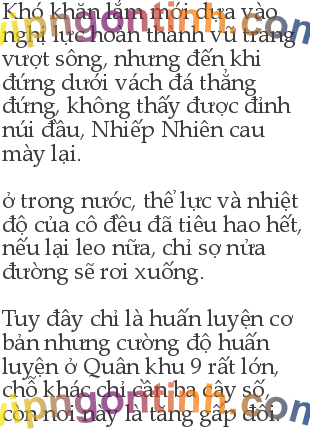 Khó khăn lắm mới dựa vào
nghị lực hoàn thành vũ trang
vượt sông, nhưng đến khi
đứng dưới vách đá thẳng
đứng, không thấy được đỉnh
núi đầu, Nhiếp Nhiên cau
mày lại.
ở trong nước, thể lực và nhiệt
độ của cô đều đã tiêu hao hết,
nếu lại leo nữa, chỉ sợ nửa
đường sẽ rơi xuống.
Tuy đây chỉ là huấn luyện cơ
bản nhưng cường độ huấn
luyện ở Quân khu 9 rất lớn,
chỗ khác chỉ cần ba cây số,
còn nơi này là tăng gấp đôi.
vipngontinh.com
vipngontinh.com